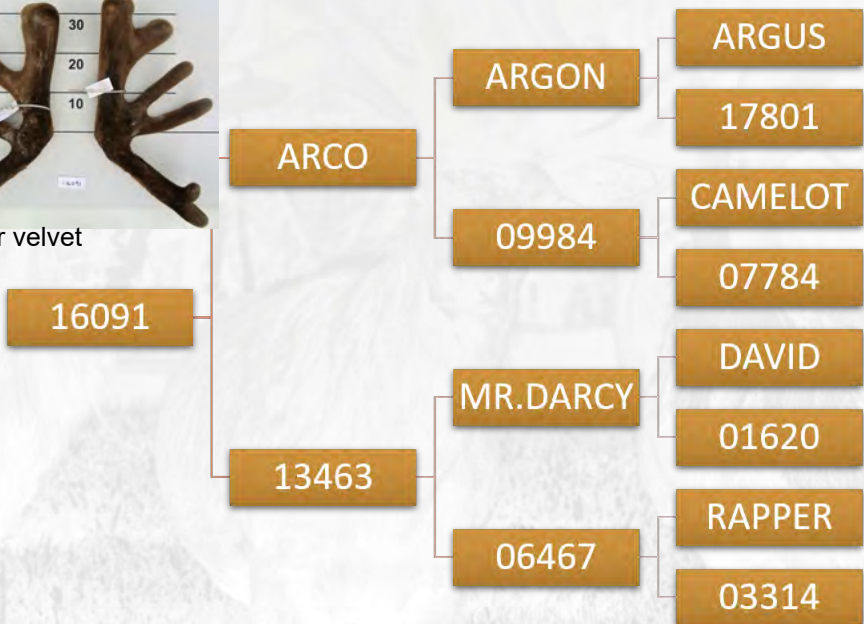 30
20
10
r velvet
16091
ARCO
13463
ARGON
09984
MR.DARCY
06467
ARGUS
17801
CAMELOT
07784
DAVID
01620
RAPPER
03314